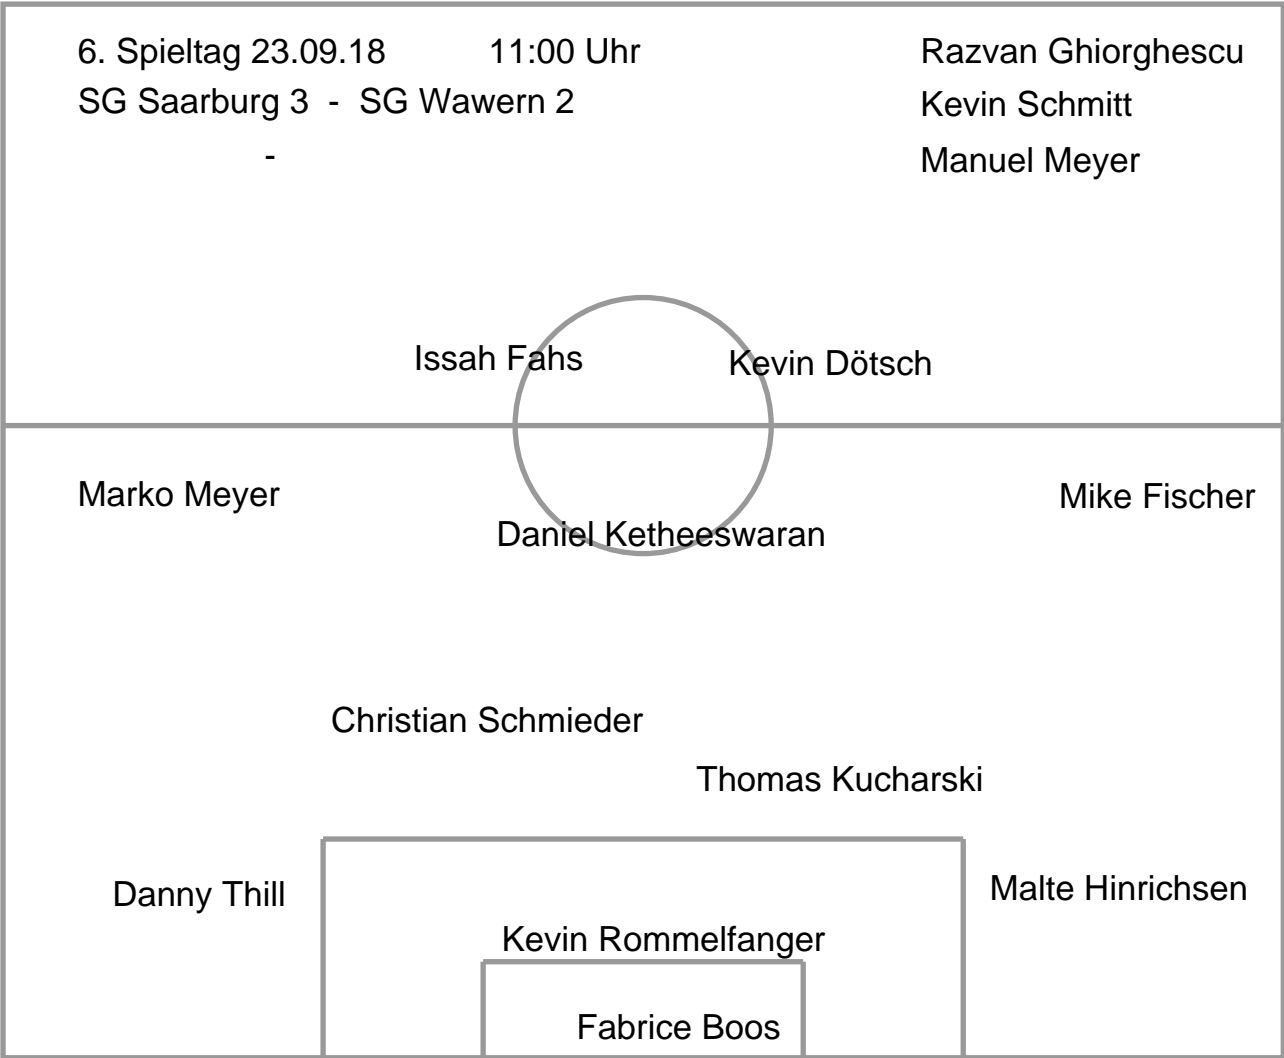 6. Spieltag 23.09.18 11:00 Uhr
SG Saarburg 3 - SG Wawern 2
-
Razvan Ghiorghescu
Kevin Schmitt
Manuel Meyer
Issah Fahs
Kevin Dötsch
Marko Meyer
Mike Fischer
Daniel Ketheeswaran
Christian Schmieder
Thomas Kucharski
Danny Thill
Malte Hinrichsen
Kevin Rommelfanger
Fabrice Boos